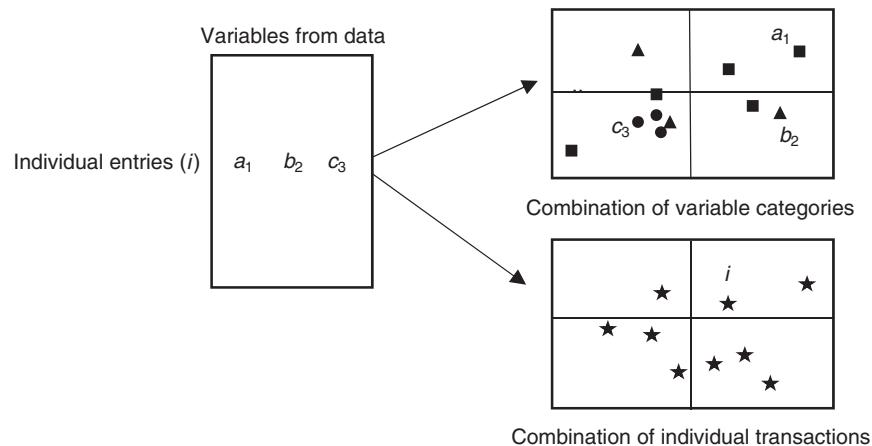 Variables from data
Individual entries (i)
a1 b2 c3
a1
c3
b2
Combination of variable categories
i
Combination of individual transactions